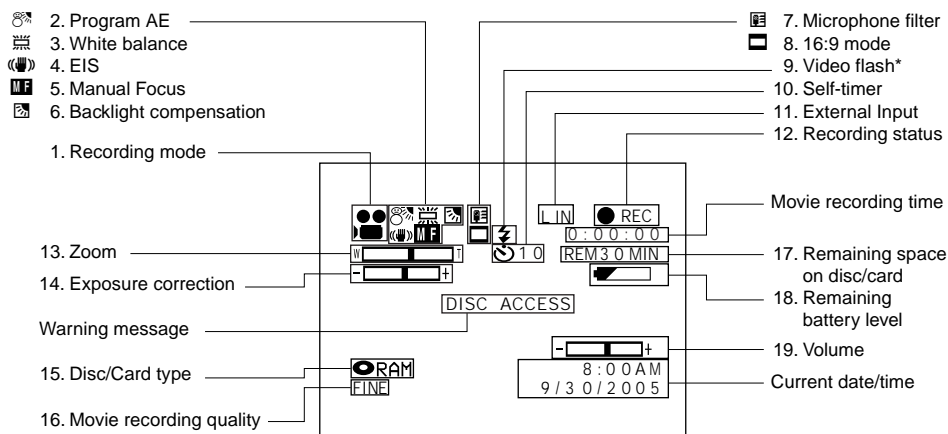 2. Program AE
3. White balance
4. EIS
MF 5. Manual Focus
6. Backlight compensation
1. Recording mode
7. Microphone filter
8. 16:9 mode
9. Video flash*
10. Self-timer
11. External Input
12. Recording status
MF
L IN
REC
0:00:00
Movie recording time
13. Zoom
W T
10
REM 30 MIN
17. Remaining space
on disc/card
14. Exposure correction
- +
18. Remaining
battery level
DISC ACCESS
Warning message
- +
19. Volume
15. Disc/Card type
RAM
8:00AM
9/30/2005
Current date/time
FINE
16. Movie recording quality